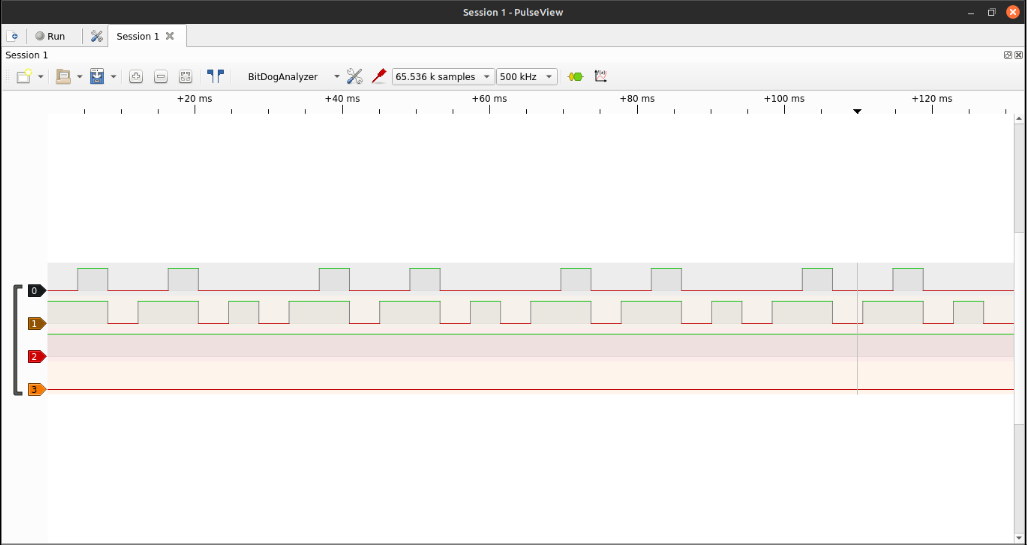 Session 1 - PulseView
Run
Session 1
Session 1
BitDogAnalyzer
65.536 k samples
500 kHz
+20 ms +40 ms +60 ms +80 ms +100 ms +120 ms
0
1
2
3